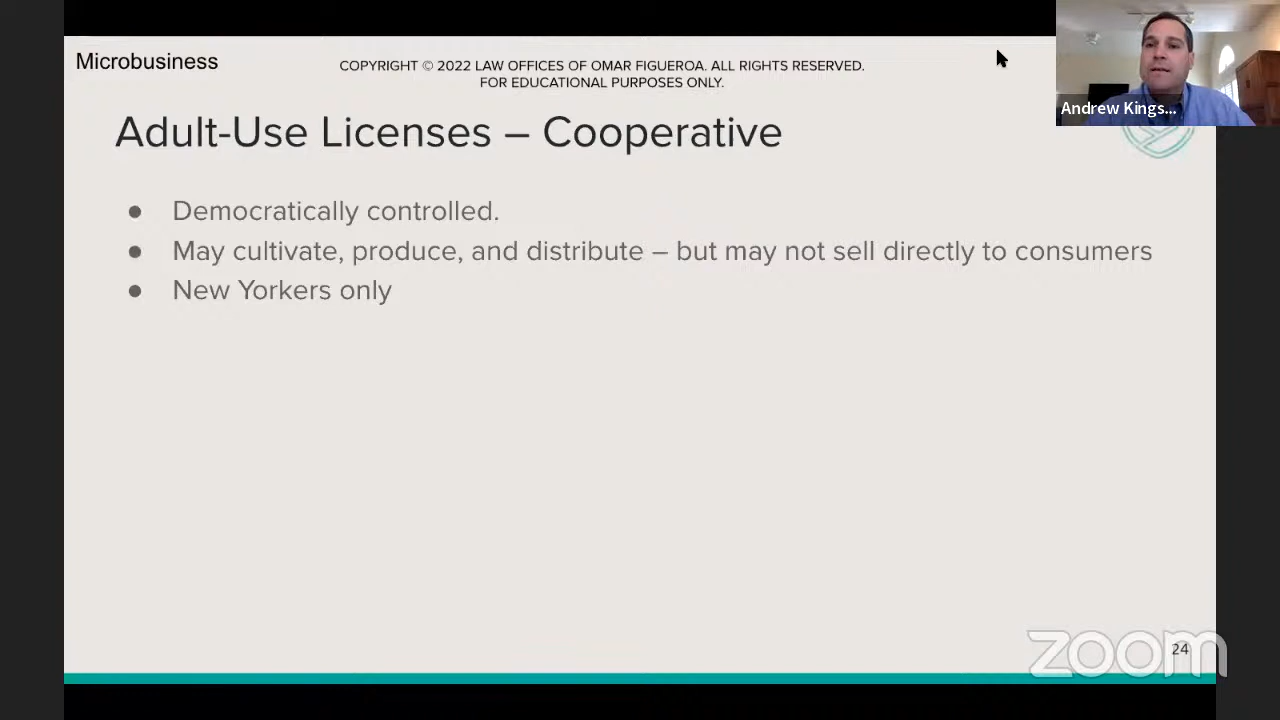 Microbusiness
COPYRIGHT © 2022 LAW OFFICES OF OMAR FIGUEROA. ALL RIGHTS RESERVED.
FOR EDUCATIONAL PURPOSES ONLY.
Andrew Kings...
Adult-Use Licenses – Cooperative
● Democratically controlled.
● May cultivate, produce, and distribute – but may not sell directly to consumers
● New Yorkers only
24
zoom